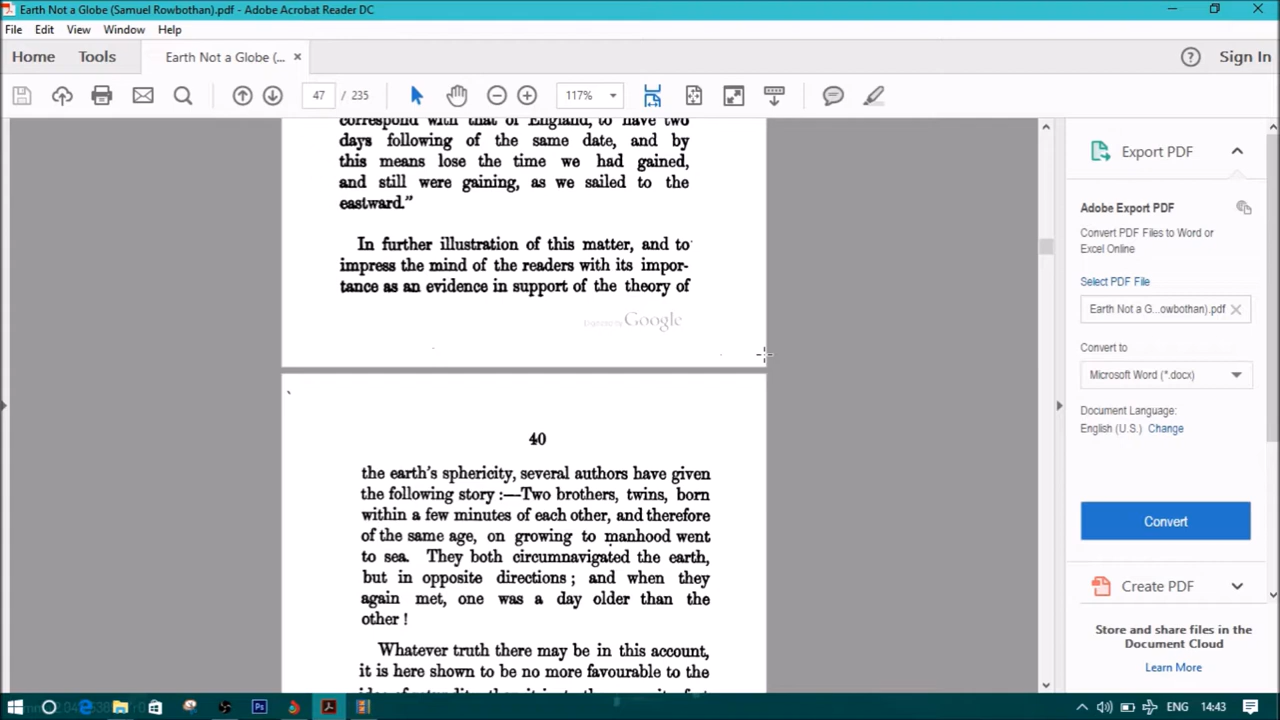 Earth Not a Globe (Samuel Rowbothan).pdf - Adobe Acrobat Reader DC
File Edit View Window Help
Home Tools Earth Not a Globe (... × Sign In
47 / 235 117%
correspond with that of England, to have two
days following of the same date, and by
this means lose the time we had gained,
and still were gaining, as we sailed to the
eastward."
In further illustration of this matter, and to
impress the mind of the readers with its impor-
tance as an evidence in support of the theory of
Digitized by Google
40
the earth's sphericity, several authors have given
the following story :—Two brothers, twins, born
within a few minutes of each other, and therefore
of the same age, on growing to manhood went
to sea. They both circumnavigated the earth,
but in opposite directions ; and when they
again met, one was a day older than the
other !
Whatever truth there may be in this account,
it is here shown to be no more favourable to the
Export PDF
Adobe Export PDF
Convert PDF Files to Word or
Excel Online
Select PDF File
Earth Not a G...owbothan).pdf
Convert to
Microsoft Word (*.docx)
Document Language:
English (U.S.) Change
Convert
Create PDF
Store and share files in the
Document Cloud
Learn More
ENG 14:43